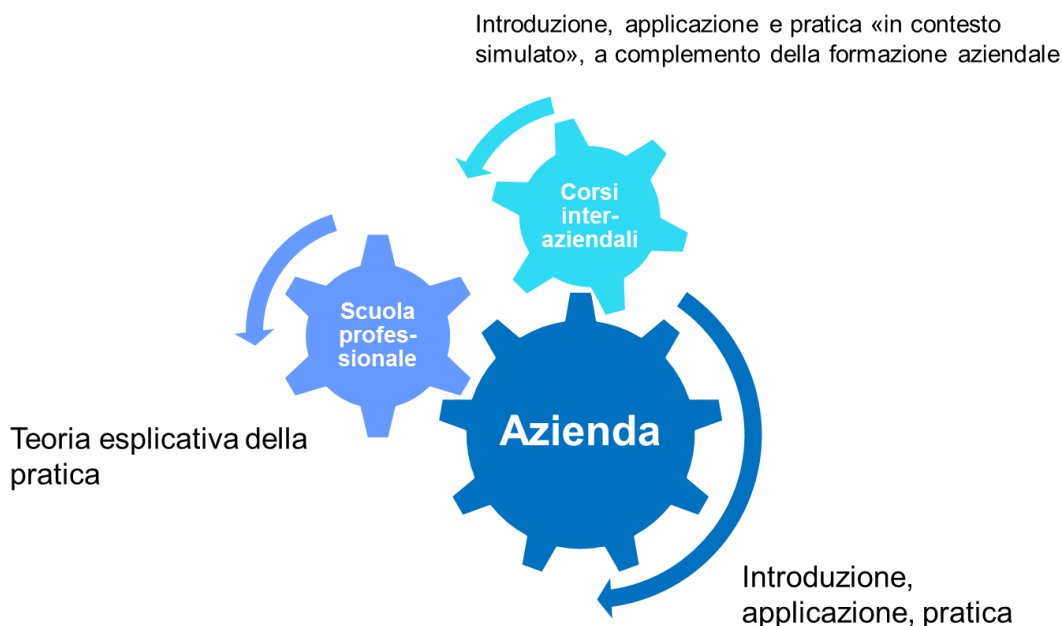 Introduzione, applicazione e pratica «in contesto
simulato», a complemento della formazione aziendale
Corsi
inter-
aziendali
Scuola
profes-
sionale
Azienda
Teoria esplicativa della
pratica
Introduzione,
applicazione, pratica